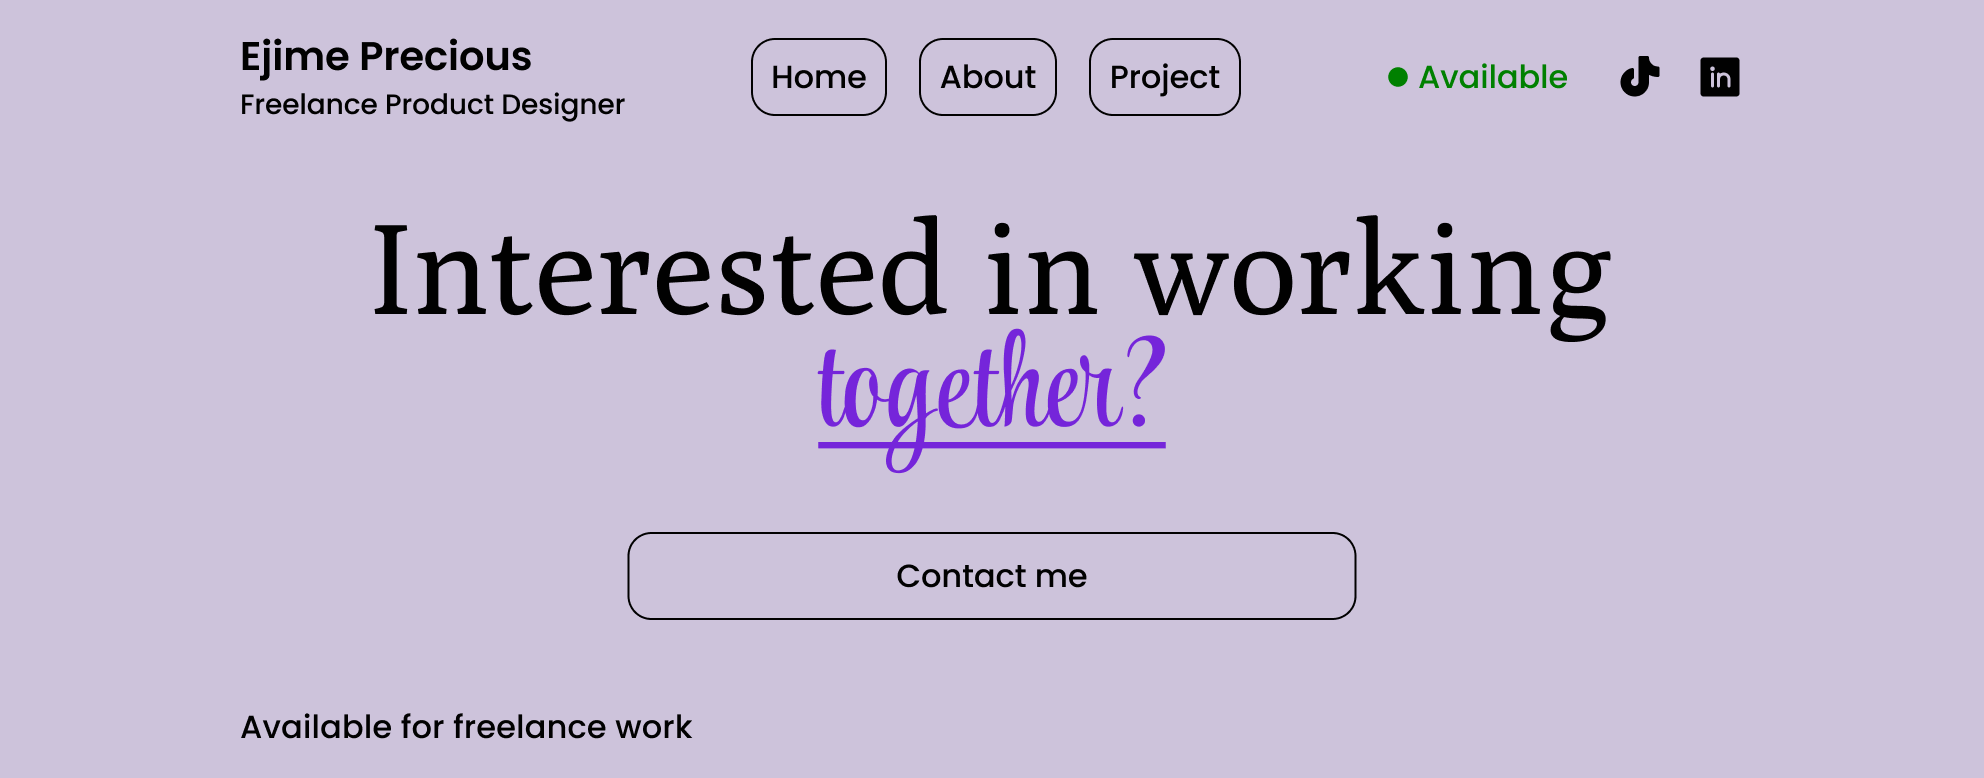 Ejime Precious
Freelance Product Designer
Home
About
Project
Available
in
Interested in working
together?
Contact me
Available for freelance work